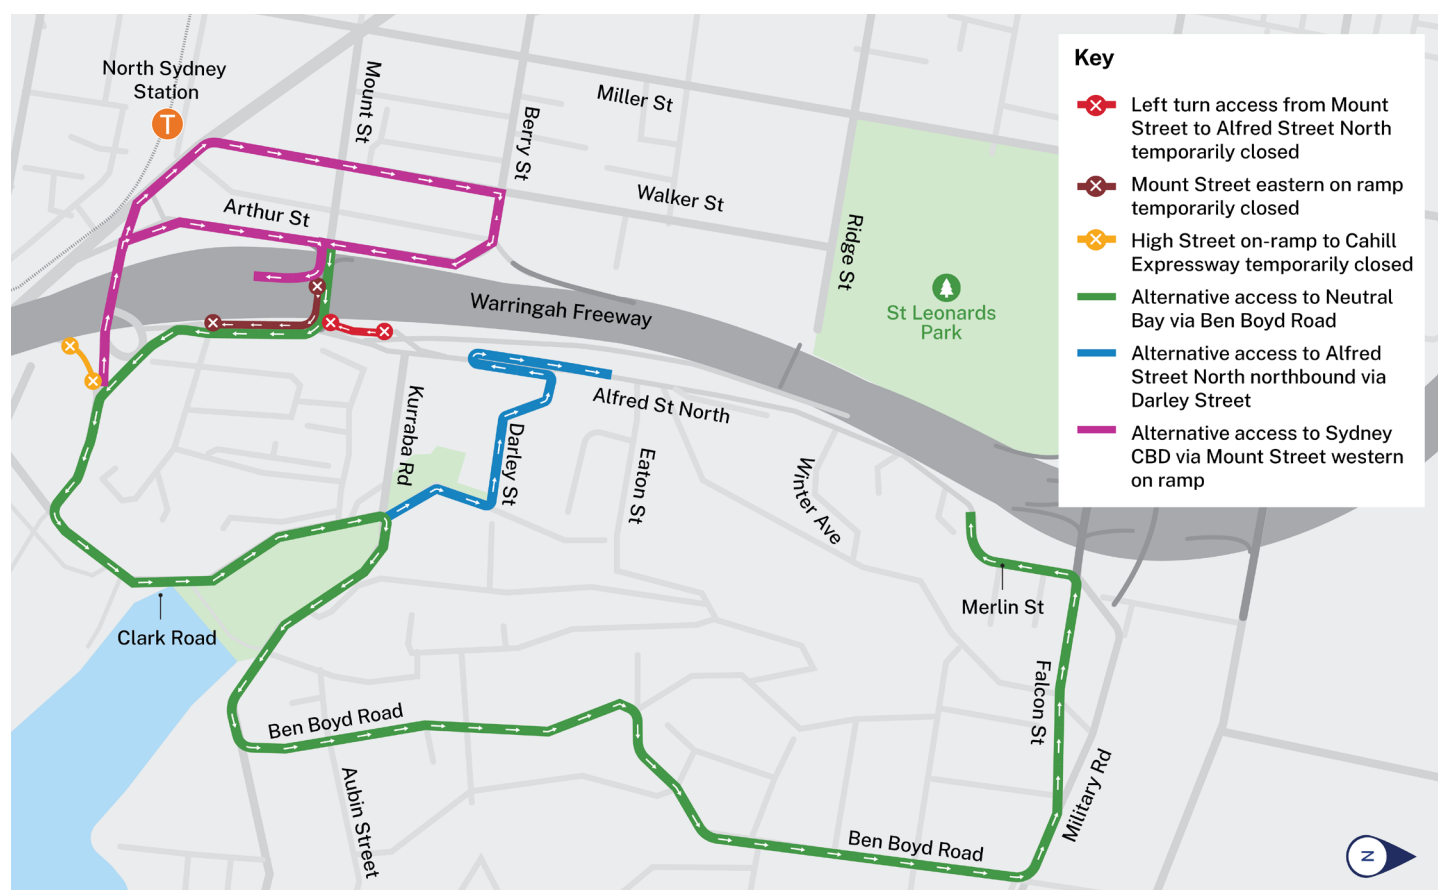 North Sydney
Station
T
Mount St
Berry St
Miller St
Walker St
Arthur St
Ridge St
St Leonards
Park
Warringah Freeway
Alfred St North
Kurraba Rd
Darley St
Eaton St
Winter Ave
Merlin St
Clark Road
Falcon St
Ben Boyd Road
Aubin Street
Military Rd
Ben Boyd Road
N
Key
Left turn access from Mount
Street to Alfred Street North
temporarily closed
Mount Street eastern on ramp
temporarily closed
High Street on-ramp to Cahill
Expressway temporarily closed
Alternative access to Neutral
Bay via Ben Boyd Road
Alternative access to Alfred
Street North northbound via
Darley Street
Alternative access to Sydney
CBD via Mount Street western
on ramp